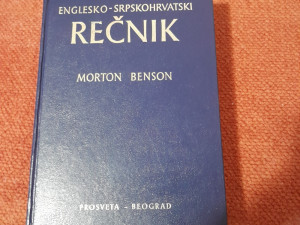 ENGLESKO-SRPSKOHRVATSKI
REČNIK
MORTON BENSON
PROSVETA - BEOGRAD